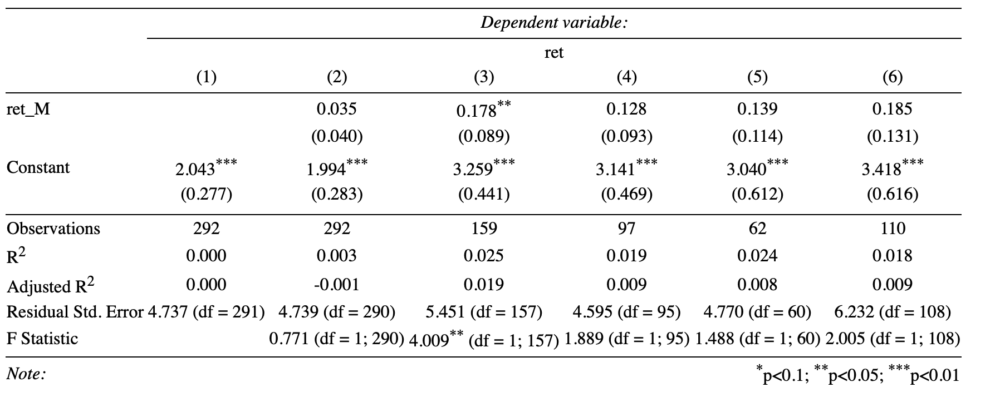 Dependent variable:
ret
(1) (2) (3) (4) (5) (6)
ret_M 0.035 0.178** 0.128 0.139 0.185
(0.040) (0.089) (0.093) (0.114) (0.131)
Constant 2.043*** 1.994*** 3.259*** 3.141*** 3.040*** 3.418***
(0.277) (0.283) (0.441) (0.469) (0.612) (0.616)
Observations 292 292 159 97 62 110
R2 0.000 0.003 0.025 0.019 0.024 0.018
Adjusted R2 0.000 -0.001 0.019 0.009 0.008 0.009
Residual Std. Error 4.737 (df = 291) 4.739 (df = 290) 5.451 (df = 157) 4.595 (df = 95) 4.770 (df = 60) 6.232 (df = 108)
F Statistic 0.771 (df = 1; 290) 4.009** (df = 1; 157) 1.889 (df = 1; 95) 1.488 (df = 1; 60) 2.005 (df = 1; 108)
Note: *p<0.1; **p<0.05; ***p<0.01